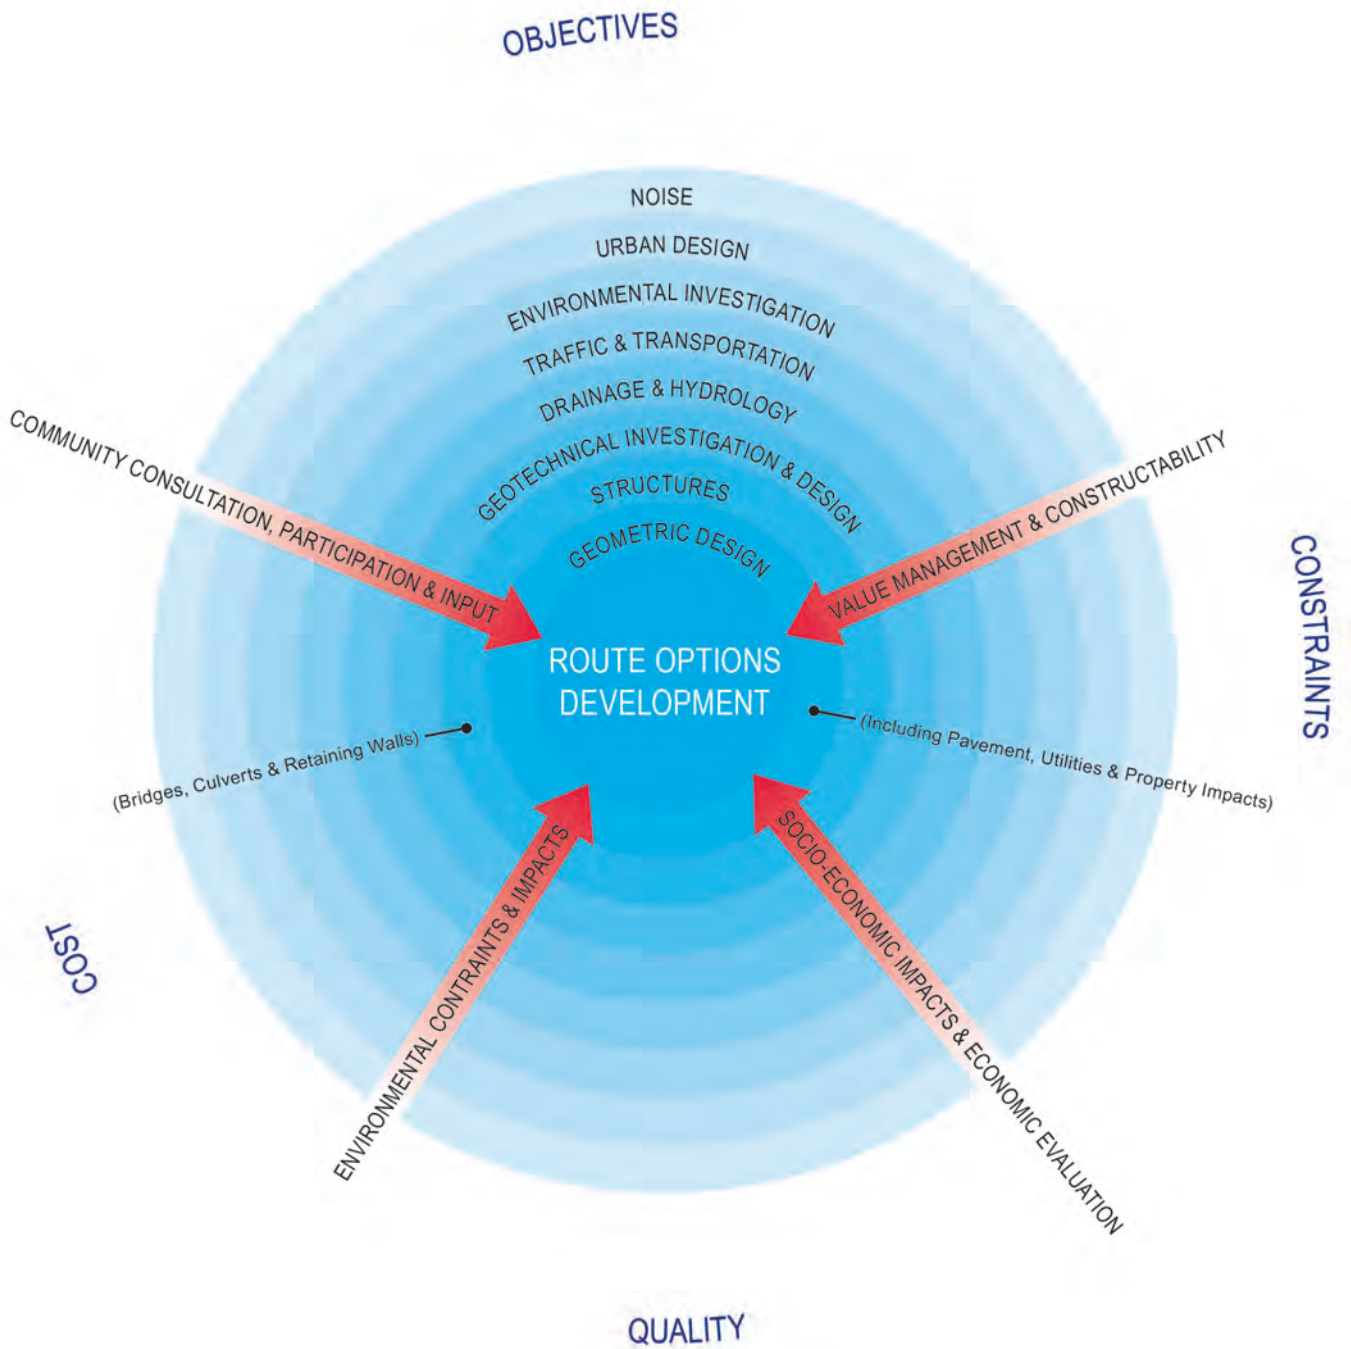 OBJECTIVES
NOISE
URBAN DESIGN
ENVIRONMENTAL INVESTIGATION
TRAFFIC & TRANSPORTATION
DRAINAGE & HYDROLOGY
GEOTECHNICAL INVESTIGATION & DESIGN
STRUCTURES
GEOMETRIC DESIGN
COMMUNITY CONSULTATION, PARTICIPATION & INPUT
VALUE MANAGEMENT & CONSTRUCTABILITY
CONSTRAINTS
ROUTE OPTIONS
DEVELOPMENT
(Bridges, Culverts & Retaining Walls)
(Including Pavement, Utilities & Property Impacts)
COST
ENVIRONMENTAL CONTRAINTS & IMPACTS
SOCIO-ECONOMIC IMPACTS & ECONOMIC EVALUATION
QUALITY